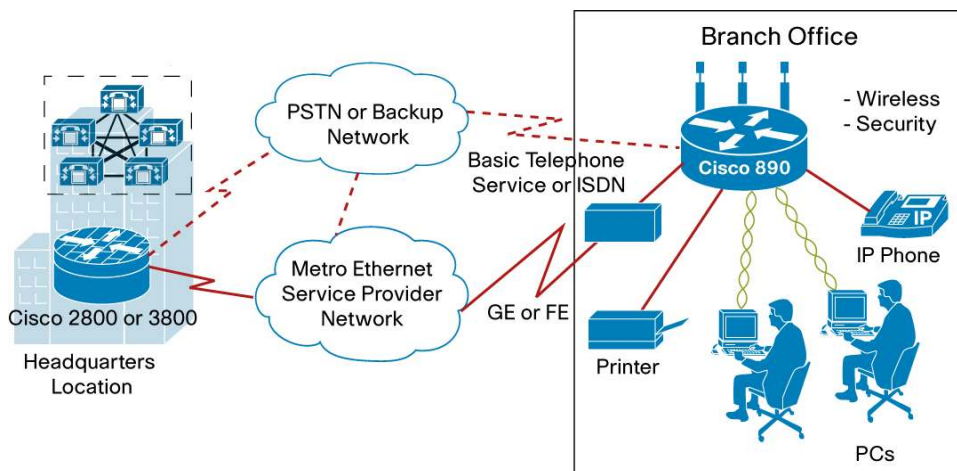 Branch Office
PSTN or Backup
Network
- Wireless
- Security
Basic Telephone
Service or ISDN
Cisco 890
IP
IP Phone
Metro Ethernet
Service Provider
Network
GE or FE
Cisco 2800 or 3800
Headquarters
Location
Printer
PCs